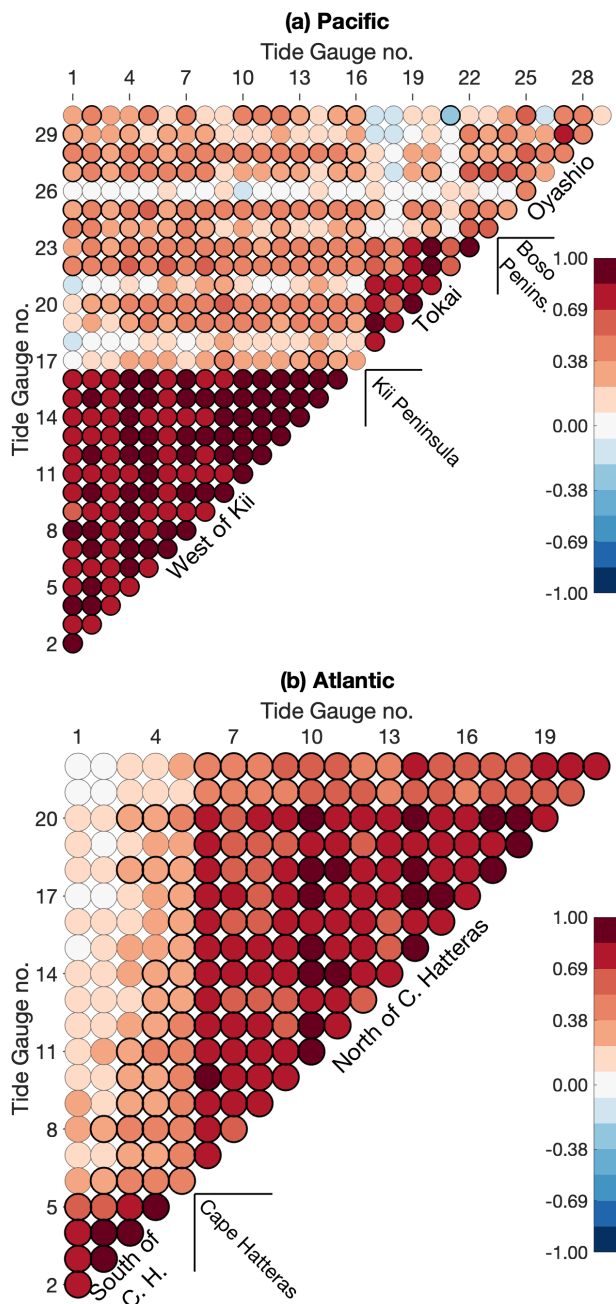 (a) Pacific
Tide Gauge no.
1 4 7 10 13 16 19 22 25 28
Tide Gauge no.
29
26
23
20
17
14
11
8
5
2
West of Kii
Kii Peninsula
Tokai
Boso
Penins.
Oyashio
1.00
0.69
0.38
0.00
-0.38
-0.69
-1.00
(b) Atlantic
Tide Gauge no.
1 4 7 10 13 16 19
Tide Gauge no.
20
17
14
11
8
5
2
South of
C. H.
Cape Hatteras
North of C. Hatteras
1.00
0.69
0.38
0.00
-0.38
-0.69
-1.00